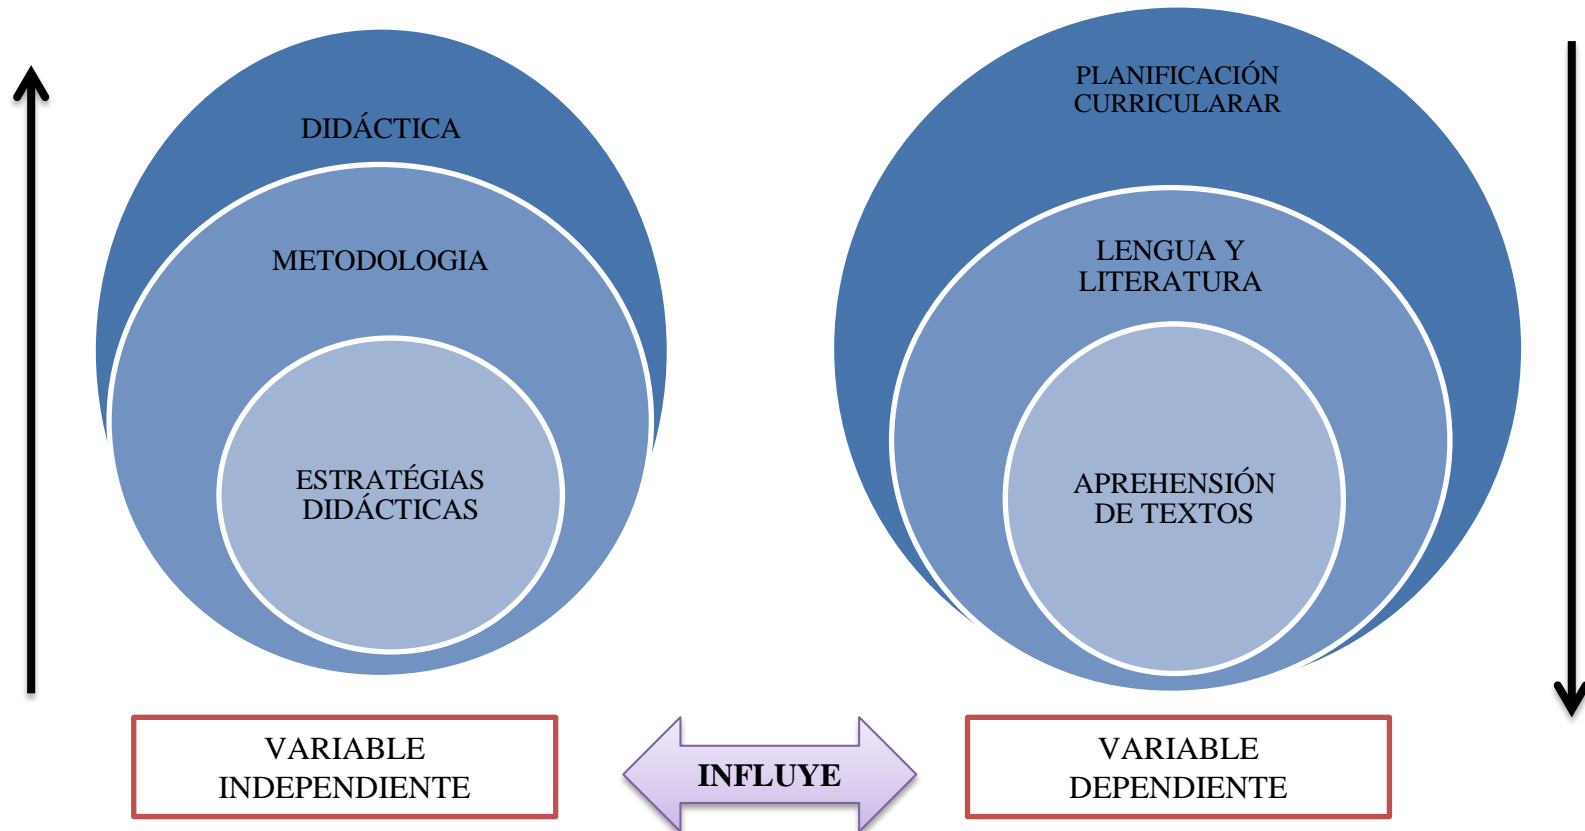 DIDÁCTICA
METODOLOGIA
ESTRATÉGIAS
DIDÁCTICAS
PLANIFICACIÓN
CURRICULARAR
LENGUA Y
LITERATURA
APREHENSIÓN
DE TEXTOS
VARIABLE
INDEPENDIENTE
INFLUYE
VARIABLE
DEPENDIENTE